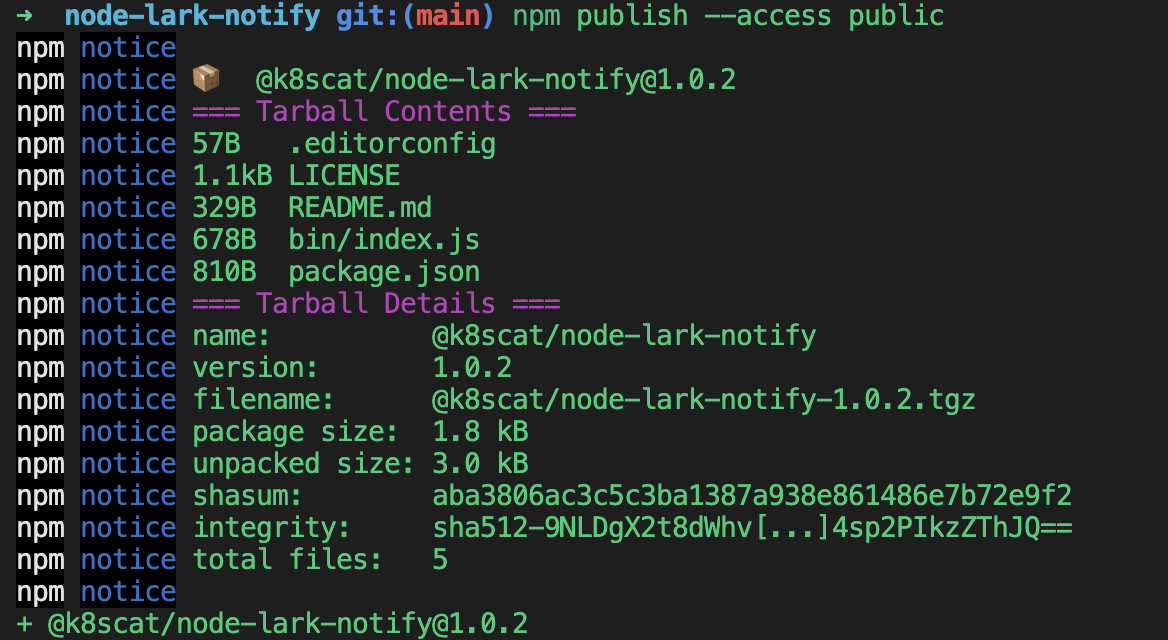 ➜  node-lark-notify git:(main) npm publish --access public
npm notice
npm notice 📦  @k8scat/node-lark-notify@1.0.2
npm notice === Tarball Contents ===
npm notice 57B   .editorconfig
npm notice 1.1kB LICENSE
npm notice 329B  README.md
npm notice 678B  bin/index.js
npm notice 810B  package.json
npm notice === Tarball Details ===
npm notice name:          @k8scat/node-lark-notify
npm notice version:       1.0.2
npm notice filename:      @k8scat/node-lark-notify-1.0.2.tgz
npm notice package size:  1.8 kB
npm notice unpacked size: 3.0 kB
npm notice shasum:        aba3806ac3c5c3ba1387a938e861486e7b72e9f2
npm notice integrity:     sha512-9NLDgX2t8dWhv[...]4sp2PIkzZThJQ==
npm notice total files:   5
npm notice
+ @k8scat/node-lark-notify@1.0.2